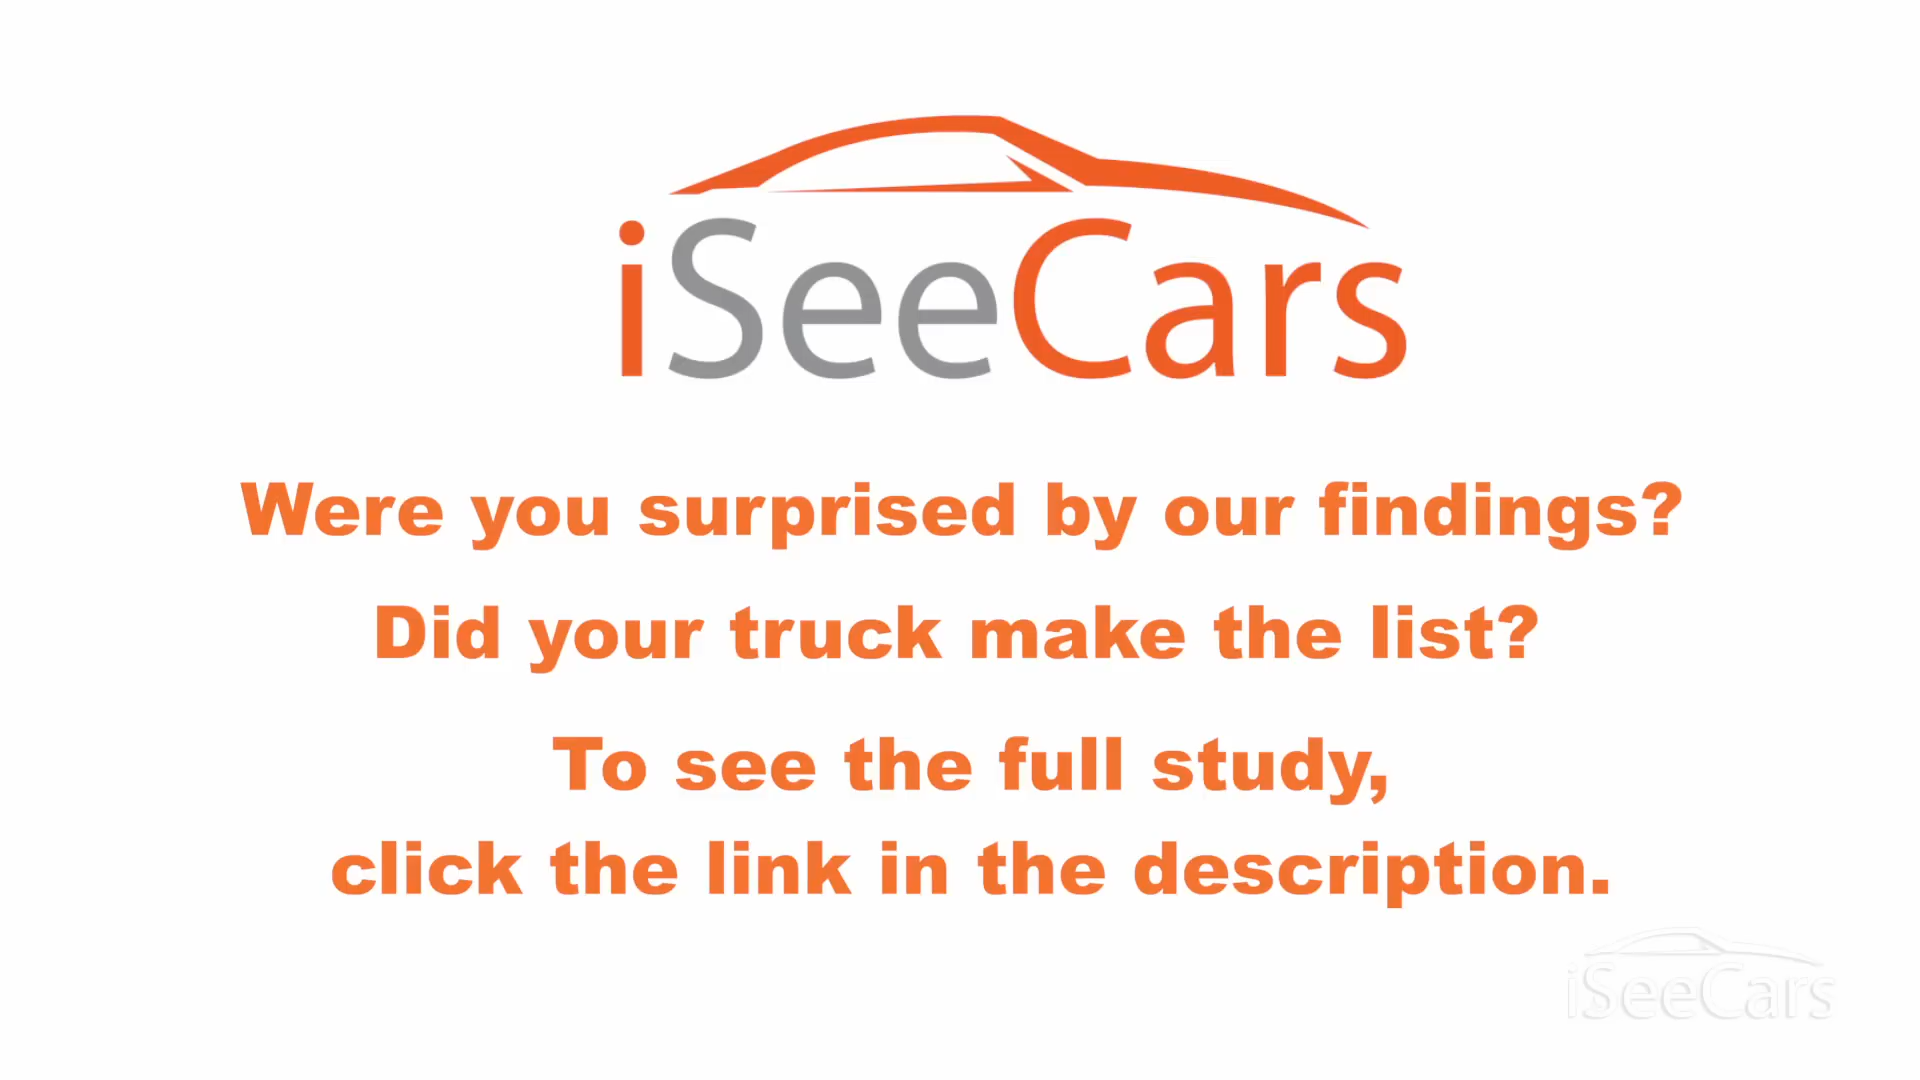 iSeeCars
Were you surprised by our findings?
Did your truck make the list?
To see the full study,
click the link in the description.
iSeeCars